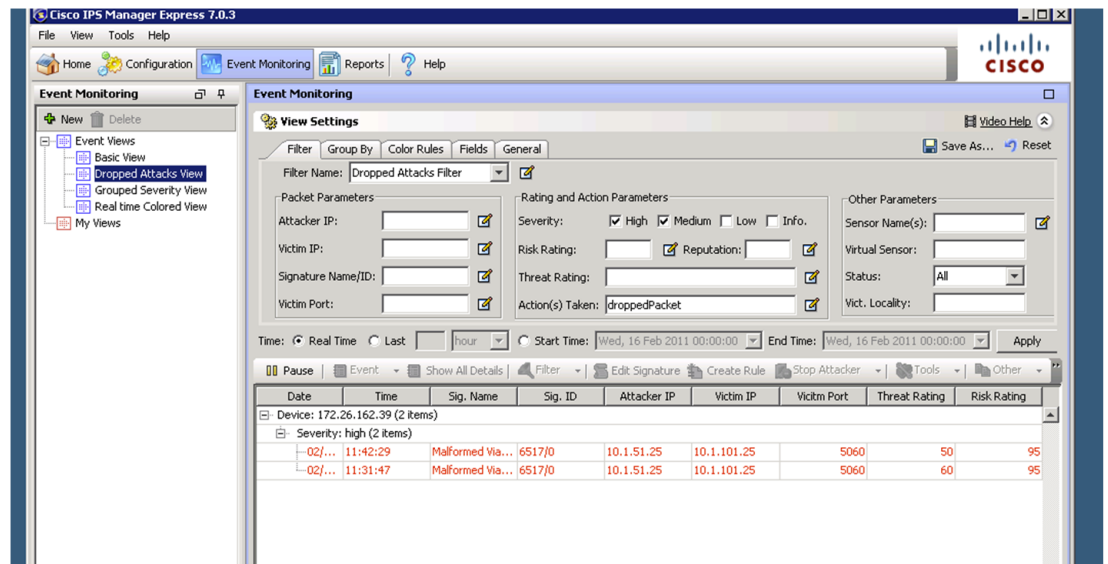 Cisco IPS Manager Express 7.0.3
File View Tools Help
Home Configuration Event Monitoring Reports Help
CISCO
Event Monitoring
New Delete
Event Views
Basic View
Dropped Attacks View
Grouped Severity View
Real time Colored View
My Views
Event Monitoring
View Settings Video Help
Filter Group By Color Rules Fields General Save As... Reset
Filter Name: Dropped Attacks Filter
Packet Parameters
Attacker IP:
Victim IP:
Signature Name/ID:
Victim Port:
Rating and Action Parameters
Severity: High Medium Low Info.
Risk Rating: Reputation:
Threat Rating:
Action(s) Taken: droppedPacket
Other Parameters
Sensor Name(s):
Virtual Sensor:
Status: All
Vict. Locality:
Time: Real Time Last hour Start Time: Wed, 16 Feb 2011 00:00:00 End Time: Wed, 16 Feb 2011 00:00:00 Apply
Pause Event Show All Details Filter Edit Signature Create Rule Stop Attacker Tools Other
Date Time Sig. Name Sig. ID Attacker IP Victim IP Vicitm Port Threat Rating Risk Rating
Device: 172.26.162.39 (2 items)
Severity: high (2 items)
02/... 11:42:29 Malformed Via... 6517/0 10.1.51.25 10.1.101.25 5060 50 95
02/... 11:31:47 Malformed Via... 6517/0 10.1.51.25 10.1.101.25 5060 60 95